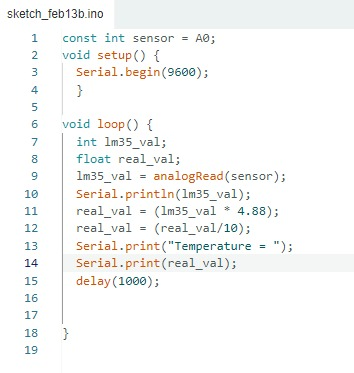 sketch_feb13b.ino
1 const int sensor = A0;
2 void setup() {
3 Serial.begin(9600);
4 }
5
6 void loop() {
7 int lm35_val;
8 float real_val;
9 lm35_val = analogRead(sensor);
10 Serial.println(lm35_val);
11 real_val = (lm35_val * 4.88);
12 real_val = (real_val/10);
13 Serial.print("Temperature = ");
14 Serial.print(real_val);
15 delay(1000);
16
17
18 }
19